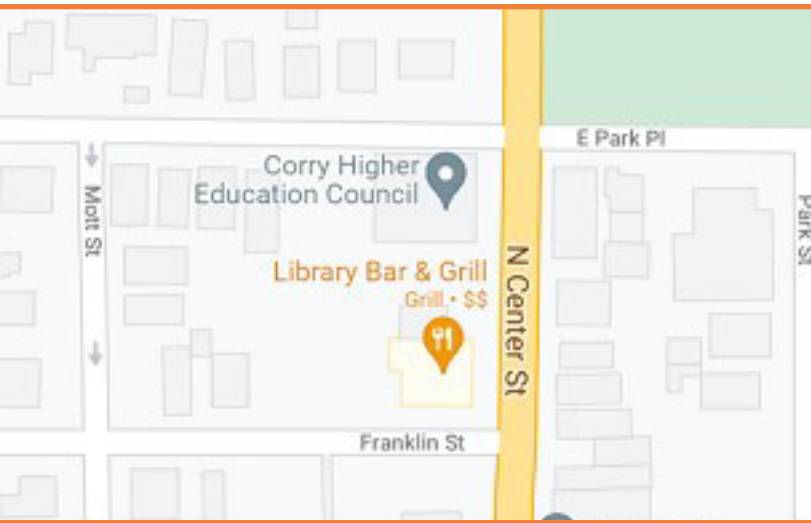 E Park Pl
Corry Higher
Education Council
Mott St
Park St
Library Bar & Grill
Grill • $$
N Center St
Franklin St